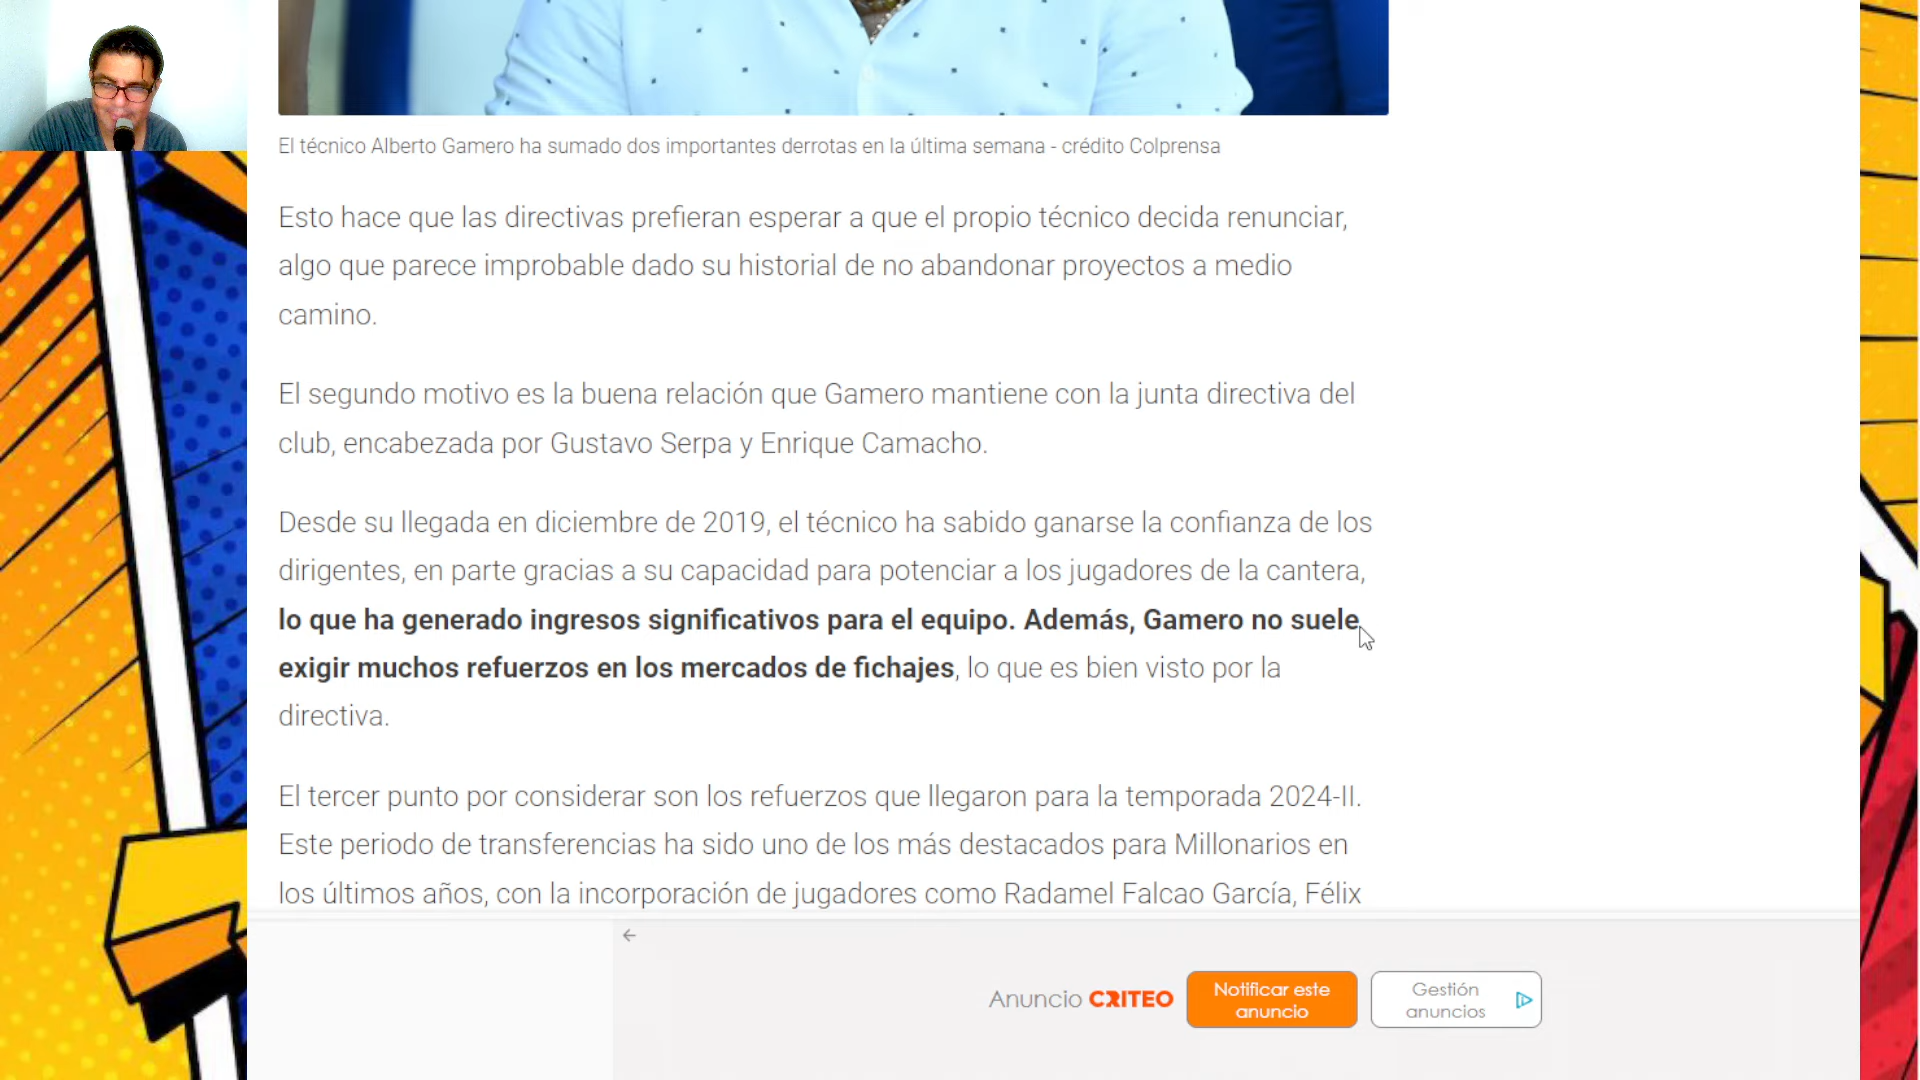 El técnico Alberto Gamero ha sumado dos importantes derrotas en la última semana - crédito Colprensa
Esto hace que las directivas prefieran esperar a que el propio técnico decida renunciar,
algo que parece improbable dado su historial de no abandonar proyectos a medio
camino.
El segundo motivo es la buena relación que Gamero mantiene con la junta directiva del
club, encabezada por Gustavo Serpa y Enrique Camacho.
Desde su llegada en diciembre de 2019, el técnico ha sabido ganarse la confianza de los
dirigentes, en parte gracias a su capacidad para potenciar a los jugadores de la cantera,
lo que ha generado ingresos significativos para el equipo. Además, Gamero no suele
exigir muchos refuerzos en los mercados de fichajes, lo que es bien visto por la
directiva.
El tercer punto por considerar son los refuerzos que llegaron para la temporada 2024-II.
Este periodo de transferencias ha sido uno de los más destacados para Millonarios en
los últimos años, con la incorporación de jugadores como Radamel Falcao García, Félix
Anuncio CRITEO
Notificar este
anuncio
Gestión
anuncios